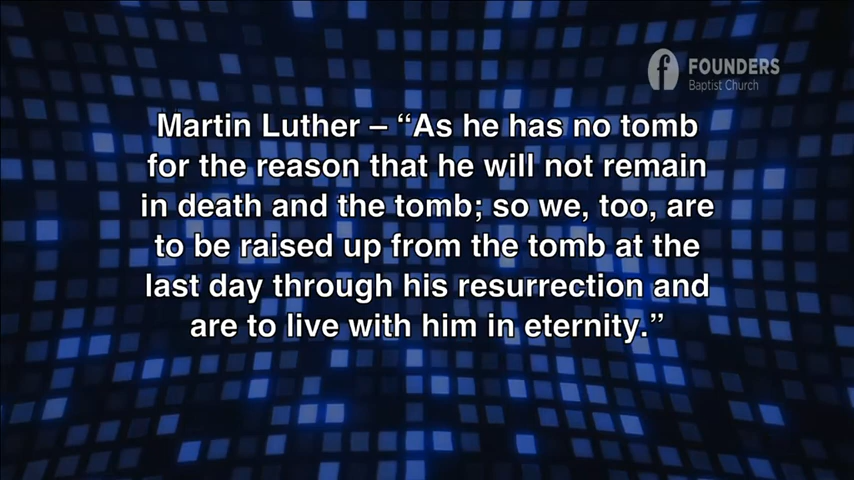 FOUNDERS
Baptist Church
Martin Luther – “As he has no tomb
for the reason that he will not remain
in death and the tomb; so we, too, are
to be raised up from the tomb at the
last day through his resurrection and
are to live with him in eternity.”